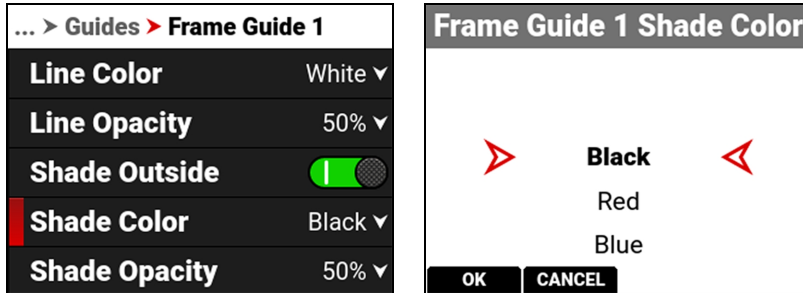 ... > Guides > Frame Guide 1
Line Color White
Line Opacity 50%
Shade Outside
Shade Color Black
Shade Opacity 50%
Frame Guide 1 Shade Color
Black
Red
Blue
OK CANCEL